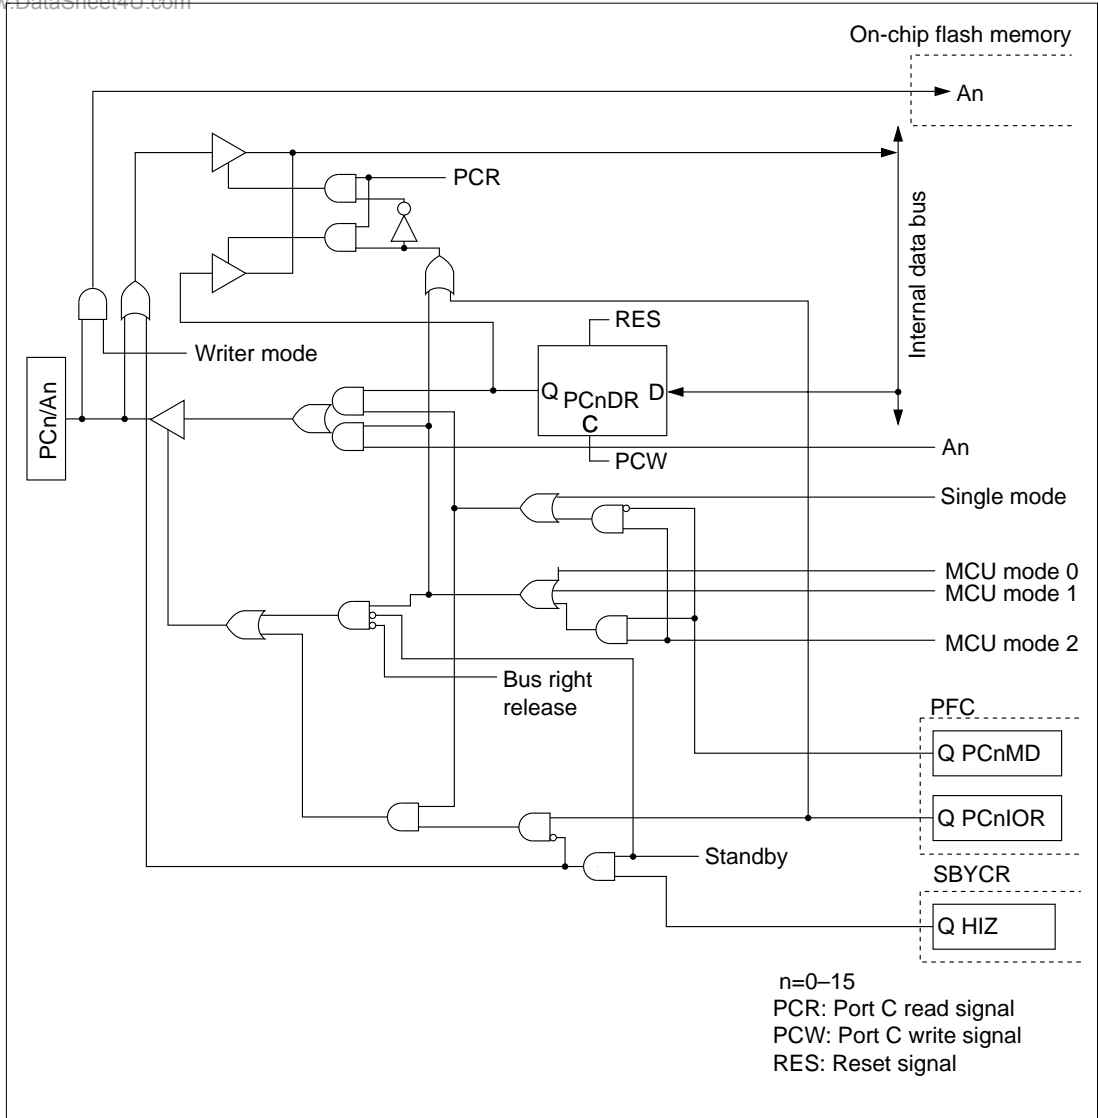 w.DataSheet4U.com
On-chip flash memory
An
PCR
Internal data bus
RES
Writer mode
Q PCnDR D
C
PCn/An
An
PCW
Single mode
MCU mode 0
MCU mode 1
MCU mode 2
Bus right
release
PFC
Q PCnMD
Q PCnIOR
Standby
SBYCR
Q HIZ
n=0–15
PCR: Port C read signal
PCW: Port C write signal
RES: Reset signal